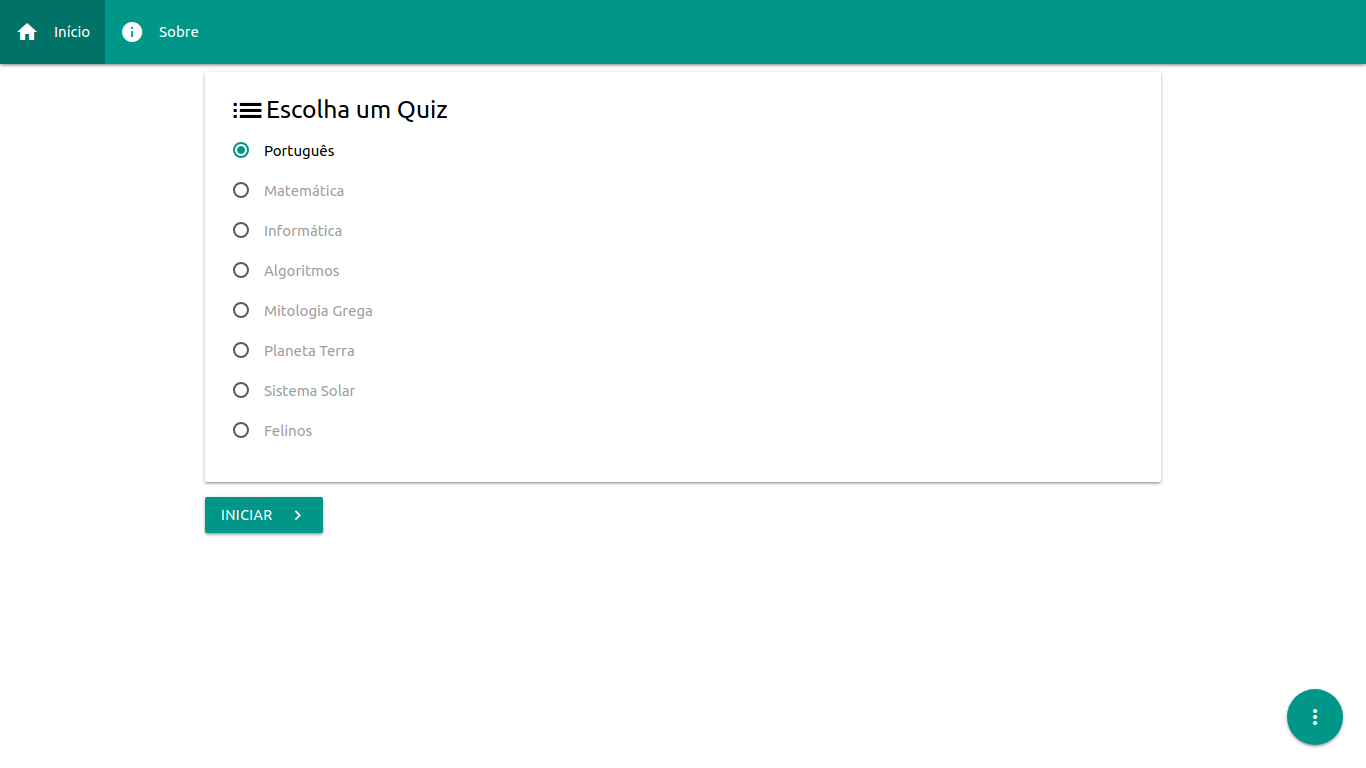 Início
Sobre
Escolha um Quiz
Português
Matemática
Informática
Algoritmos
Mitologia Grega
Planeta Terra
Sistema Solar
Felinos
INICIAR